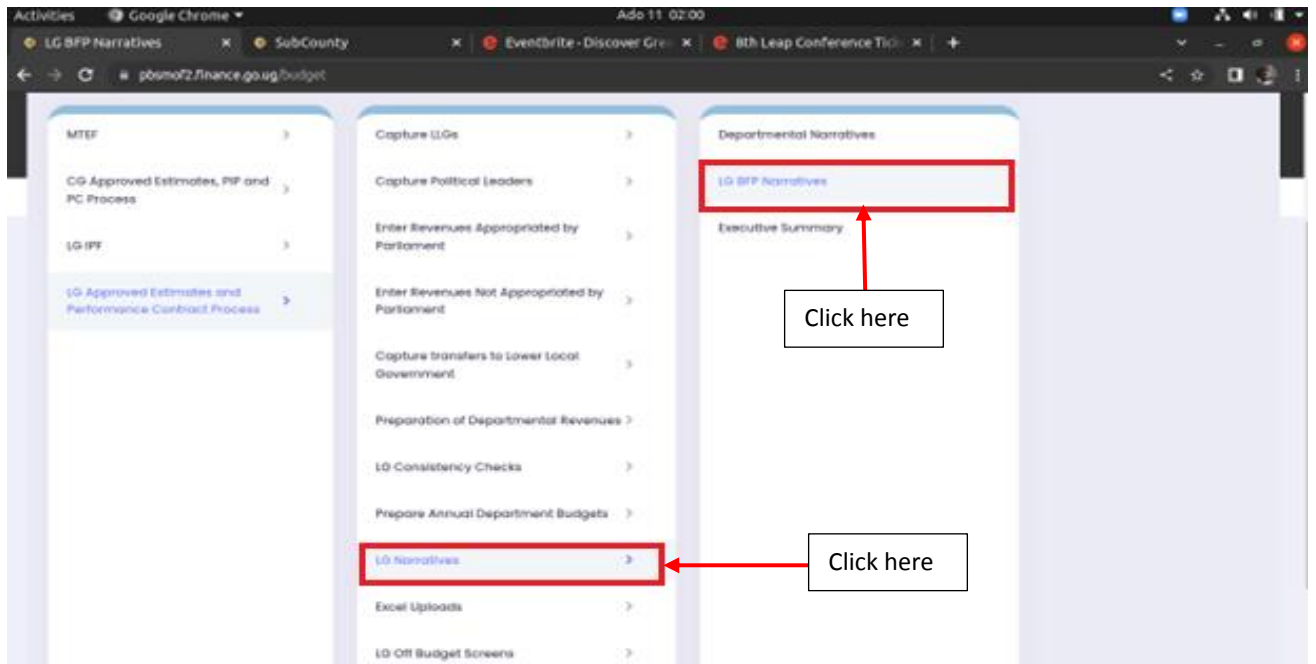 Activities Google Chrome Ado 11 02:00
LG BFP Narratives SubCounty Eventbrite - Discover Gre 8th Leap Conference Tick
pbsmof2.finance.go.ug/budget
MTEF
CG Approved Estimates, PIP and
PC Process
LG IPF
LG Approved Estimates and
Performance Contract Process
Capture LLGs
Capture Political Leaders
Enter Revenues Appropriated by
Parliament
Enter Revenues Not Appropriated by
Parliament
Capture transfers to Lower Local
Government
Preparation of Departmental Revenues
LG Consistency Checks
Prepare Annual Department Budgets
LG Narratives
Excel Uploads
LG Off Budget Screens
Departmental Narratives
LG BFP Narratives
Executive Summary
Click here
Click here